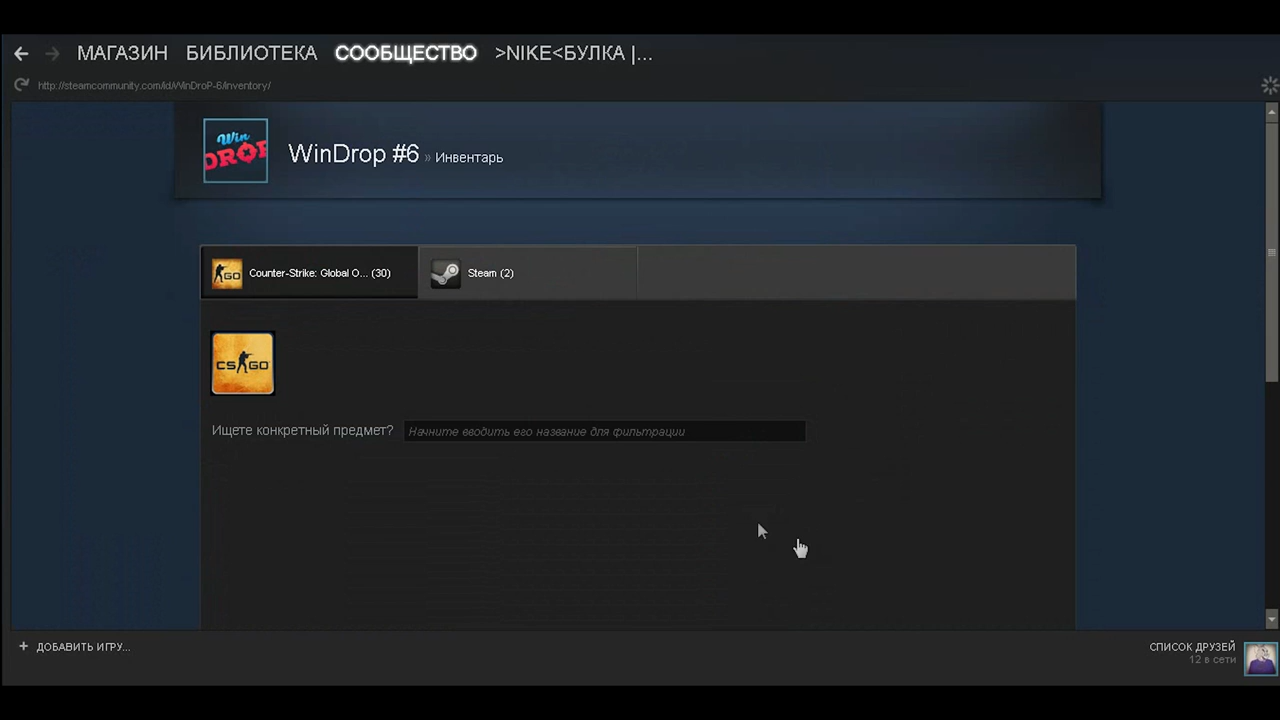 МАГАЗИН БИБЛИОТЕКА СООБЩЕСТВО >NIKE<БУЛКА |...
http://steamcommunity.com/id/WinDroP-6/inventory/
Win
DROP
WinDrop #6 » Инвентарь
GO Counter-Strike: Global O... (30) Steam (2)
CS GO
Ищете конкретный предмет? Начните вводить его название для фильтрации
+ ДОБАВИТЬ ИГРУ... СПИСОК ДРУЗЕЙ
12 в сети